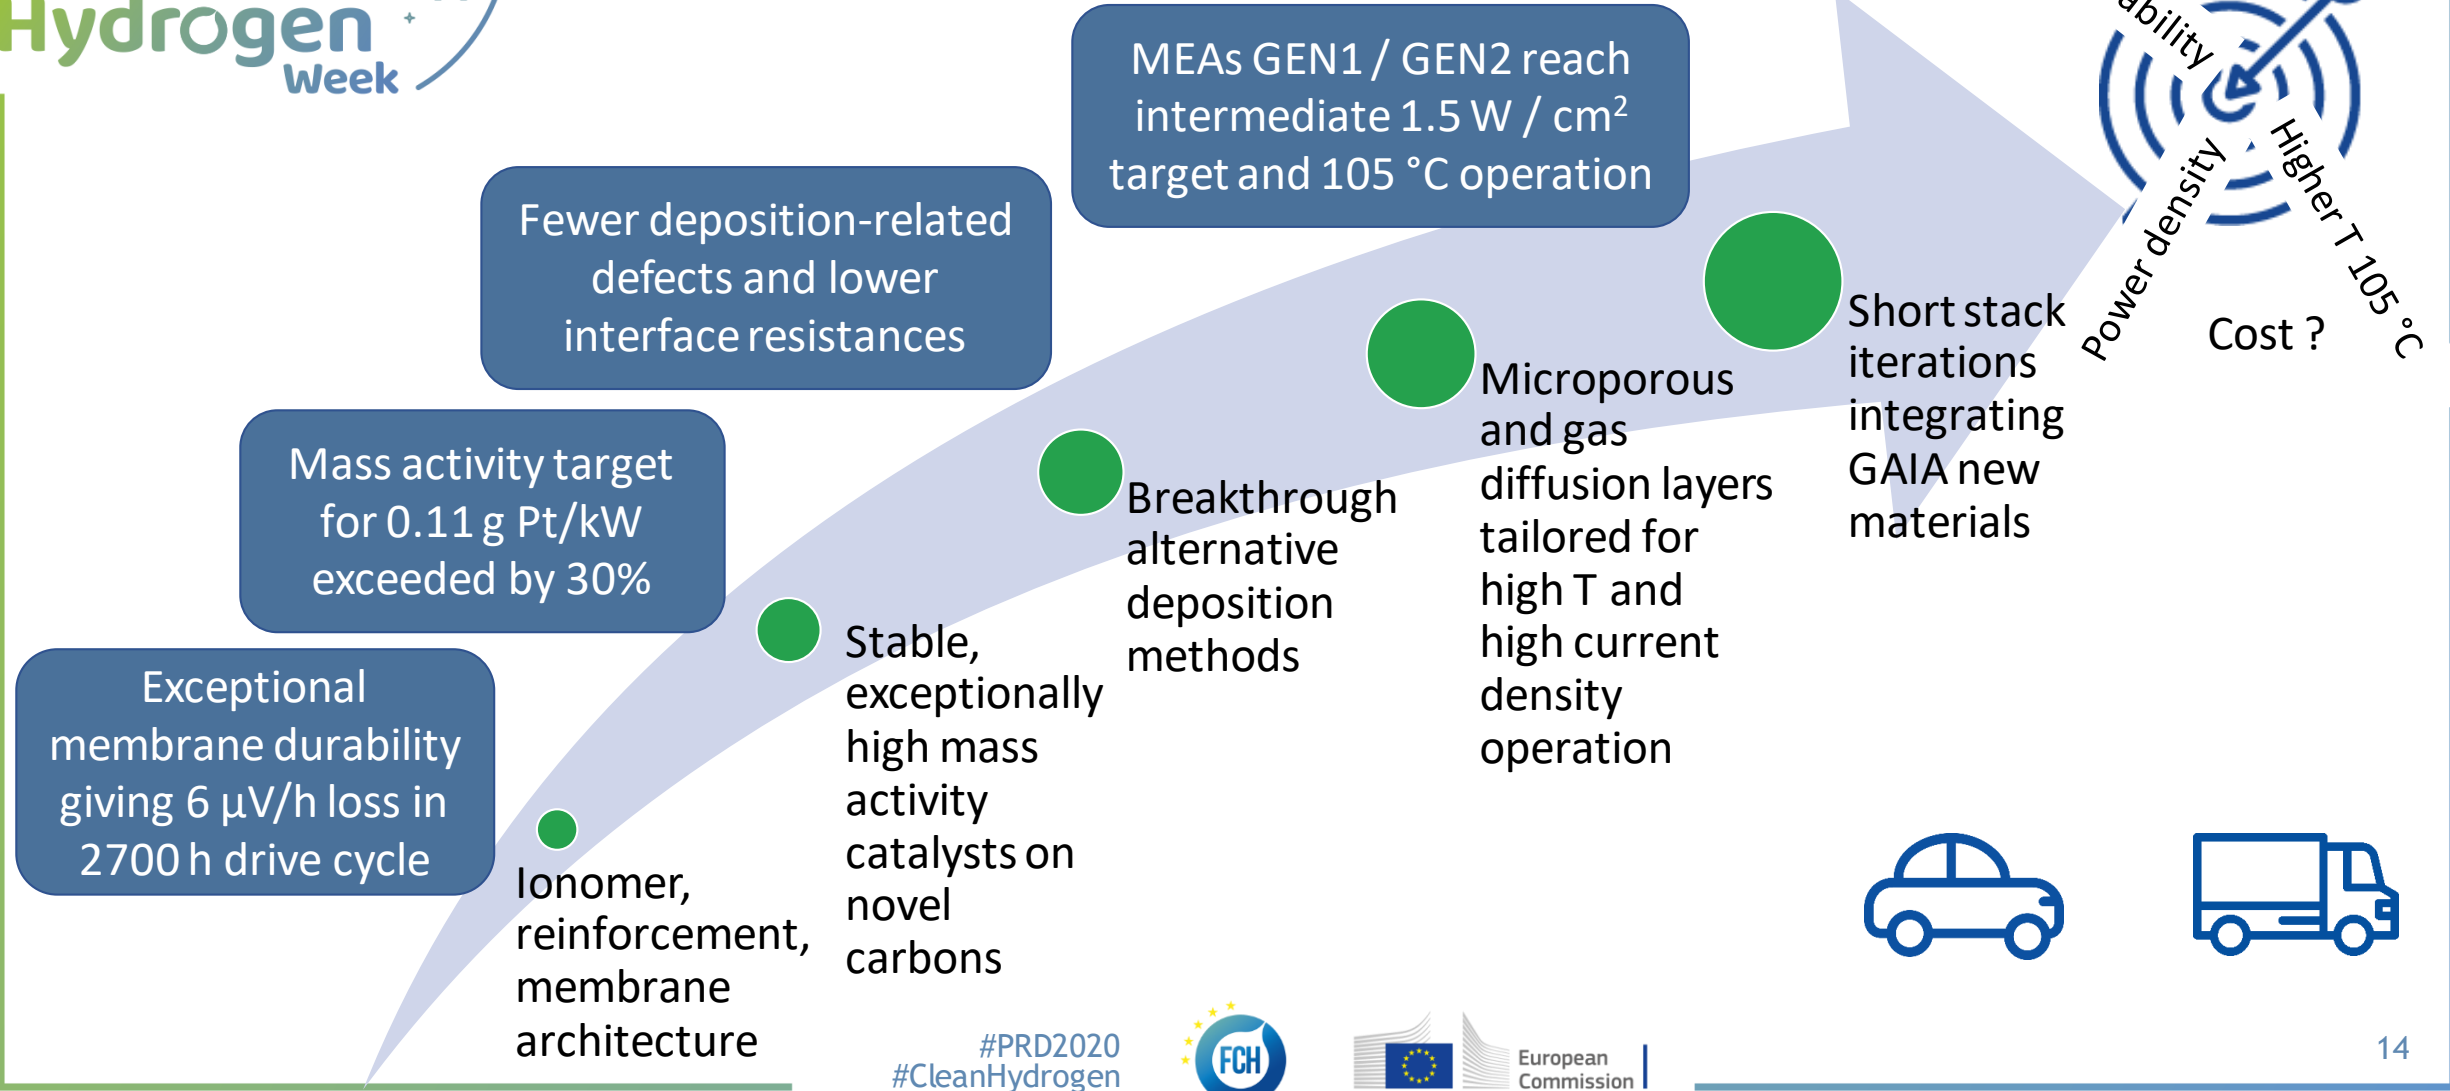 Hydrogen
Week
MEAs GEN1 / GEN2 reach
intermediate 1.5 W / cm²
target and 105 °C operation
Fewer deposition-related
defects and lower
interface resistances
Mass activity target
for 0.11 g Pt/kW
exceeded by 30%
Exceptional
membrane durability
giving 6 µV/h loss in
2700 h drive cycle
Ionomer,
reinforcement,
membrane
architecture
Stable,
exceptionally
high mass
activity
catalysts on
novel
carbons
Breakthrough
alternative
deposition
methods
Microporous
and gas
diffusion layers
tailored for
high T and
high current
density
operation
Short stack
iterations
integrating
GAIA new
materials
Power density
Higher T 105 °C
Cost ?
#PRD2020
#CleanHydrogen
FCH
European
Commission
14